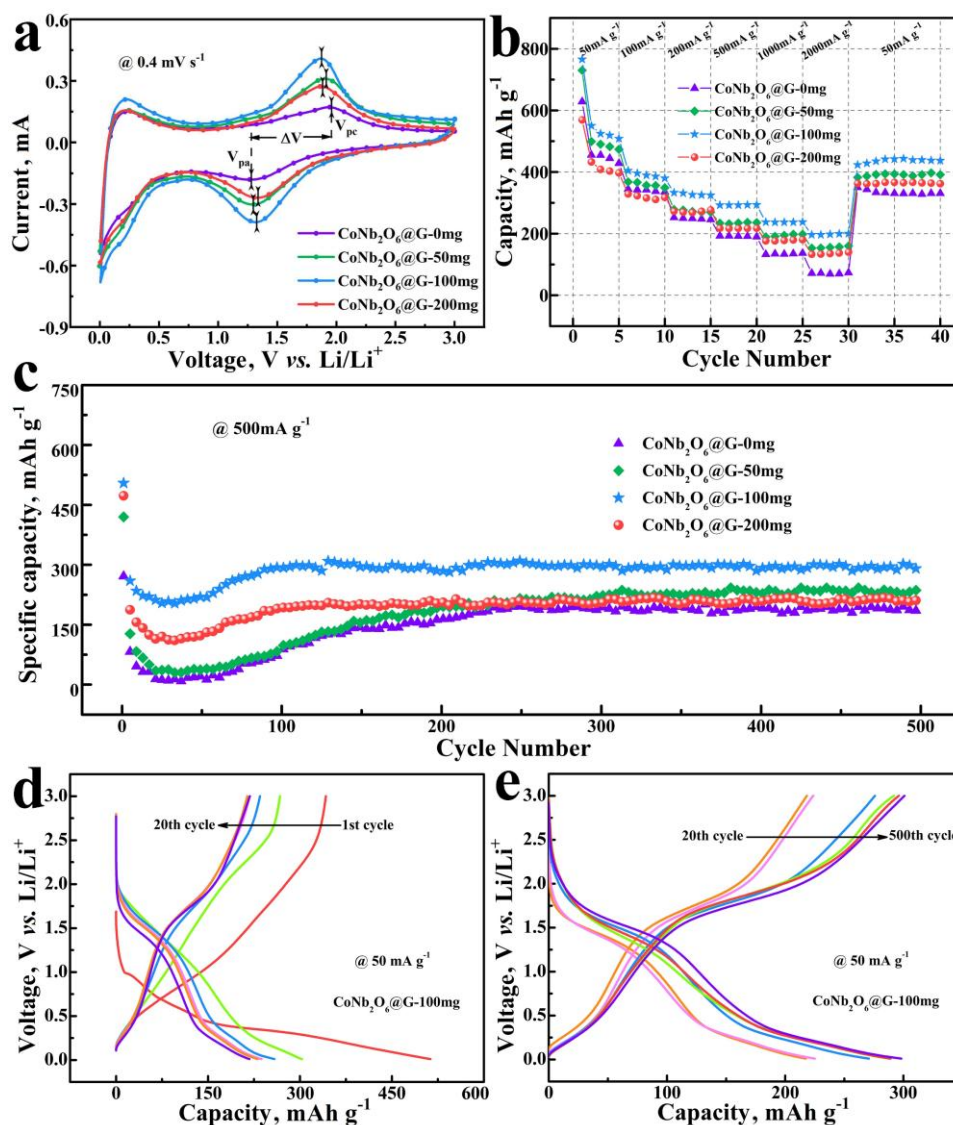 a
@ 0.4 mV s⁻¹
Current , mA
0.6
0.3
0.0
-0.3
-0.6
-0.9
ΔV
Vpc
Vpa
CoNb₂O₆@G-0mg
CoNb₂O₆@G-50mg
CoNb₂O₆@G-100mg
CoNb₂O₆@G-200mg
0.0 0.5 1.0 1.5 2.0 2.5 3.0
Voltage, V vs. Li/Li⁺
b
50mA g⁻¹ 100mA g⁻¹ 200mA g⁻¹ 500mA g⁻¹ 1000mA g⁻¹ 2000mA g⁻¹ 50mA g⁻¹
Capacity, mAh g⁻¹
800
600
400
200
0
CoNb₂O₆@G-0mg
CoNb₂O₆@G-50mg
CoNb₂O₆@G-100mg
CoNb₂O₆@G-200mg
0 5 10 15 20 25 30 35 40
Cycle Number
c
@ 500mA g⁻¹
Specific capacity, mAh g⁻¹
750
600
450
300
150
0
CoNb₂O₆@G-0mg
CoNb₂O₆@G-50mg
CoNb₂O₆@G-100mg
CoNb₂O₆@G-200mg
0 100 200 300 400 500
Cycle Number
d
Voltage, V vs. Li/Li⁺
3.0
2.5
2.0
1.5
1.0
0.5
0.0
20th cycle 1st cycle
@ 50 mA g⁻¹
CoNb₂O₆@G-100mg
0 150 300 450 600
Capacity, mAh g⁻¹
e
Voltage, V vs. Li/Li⁺
3.0
2.5
2.0
1.5
1.0
0.5
0.0
20th cycle 500th cycle
@ 50 mA g⁻¹
CoNb₂O₆@G-100mg
0 100 200 300
Capacity, mAh g⁻¹